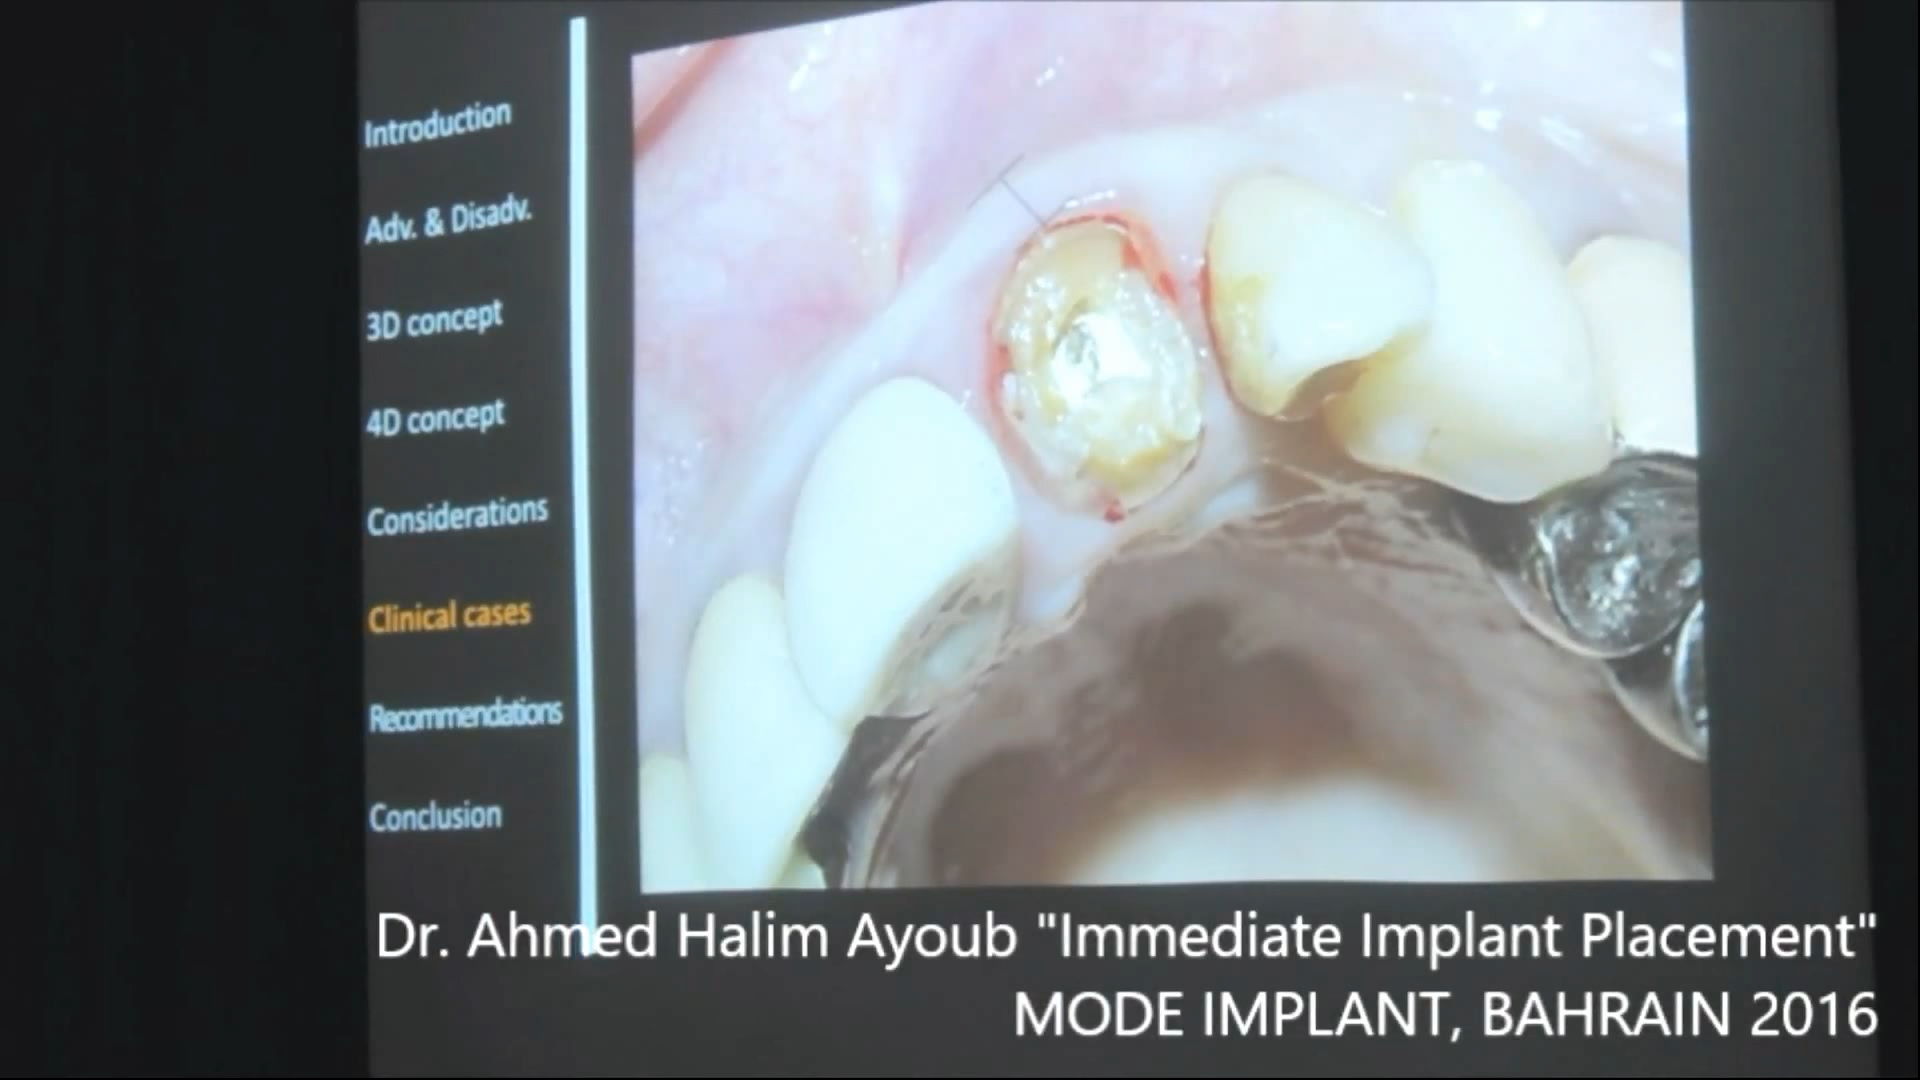 Introduction
Adv. & Disadv.
3D concept
4D concept
Considerations
Clinical cases
Recommendations
Conclusion
Dr. Ahmed Halim Ayoub "Immediate Implant Placement"
MODE IMPLANT, BAHRAIN 2016